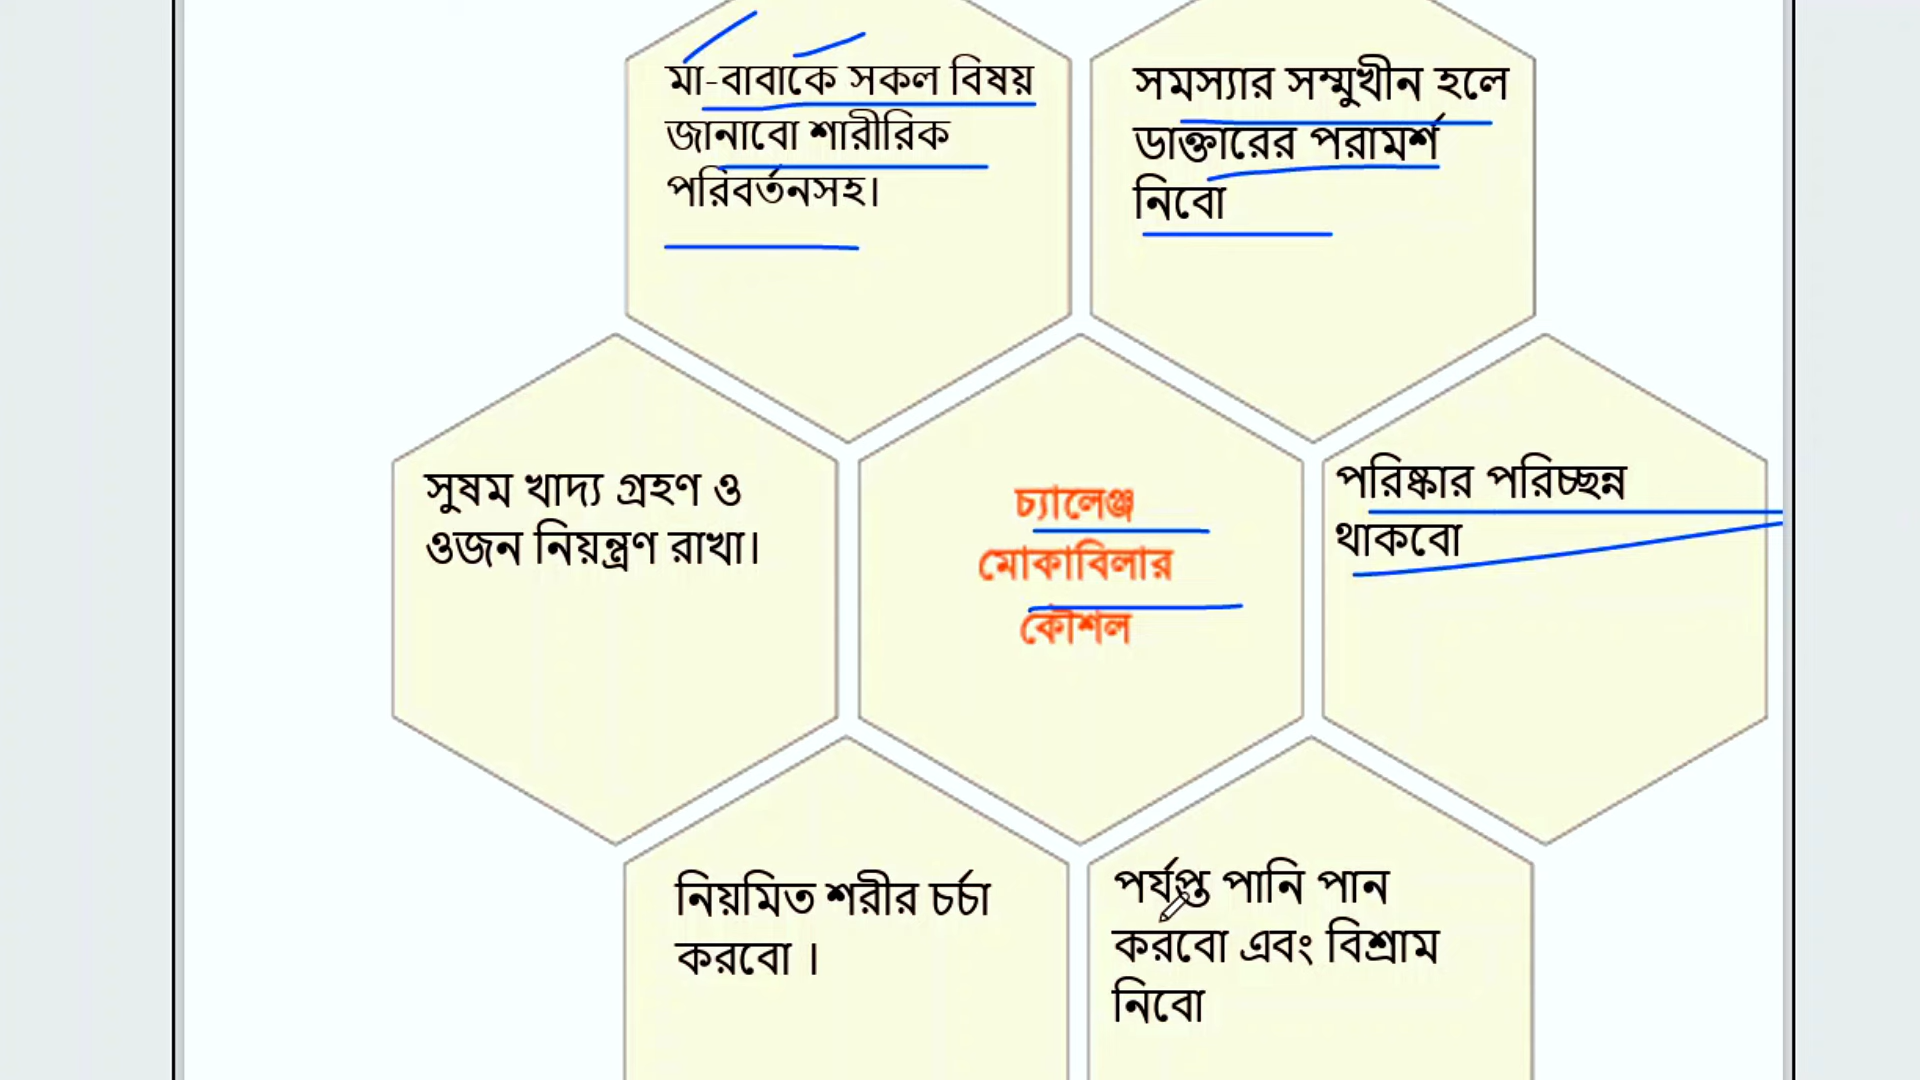 মা-বাবাকে সকল বিষয়
জানাবো শারীরিক
পরিবর্তনসহ।
সমস্যার সম্মুখীন হলে
ডাক্তারের পরামর্শ
নিবো
সুষম খাদ্য গ্রহণ ও
ওজন নিয়ন্ত্রণ রাখা।
চ্যালেঞ্জ
মোকাবিলার
কৌশল
পরিষ্কার পরিচ্ছন্ন
থাকবো
নিয়মিত শরীর চর্চা
করবো ।
পর্যপ্ত পানি পান
করবো এবং বিশ্রাম
নিবো